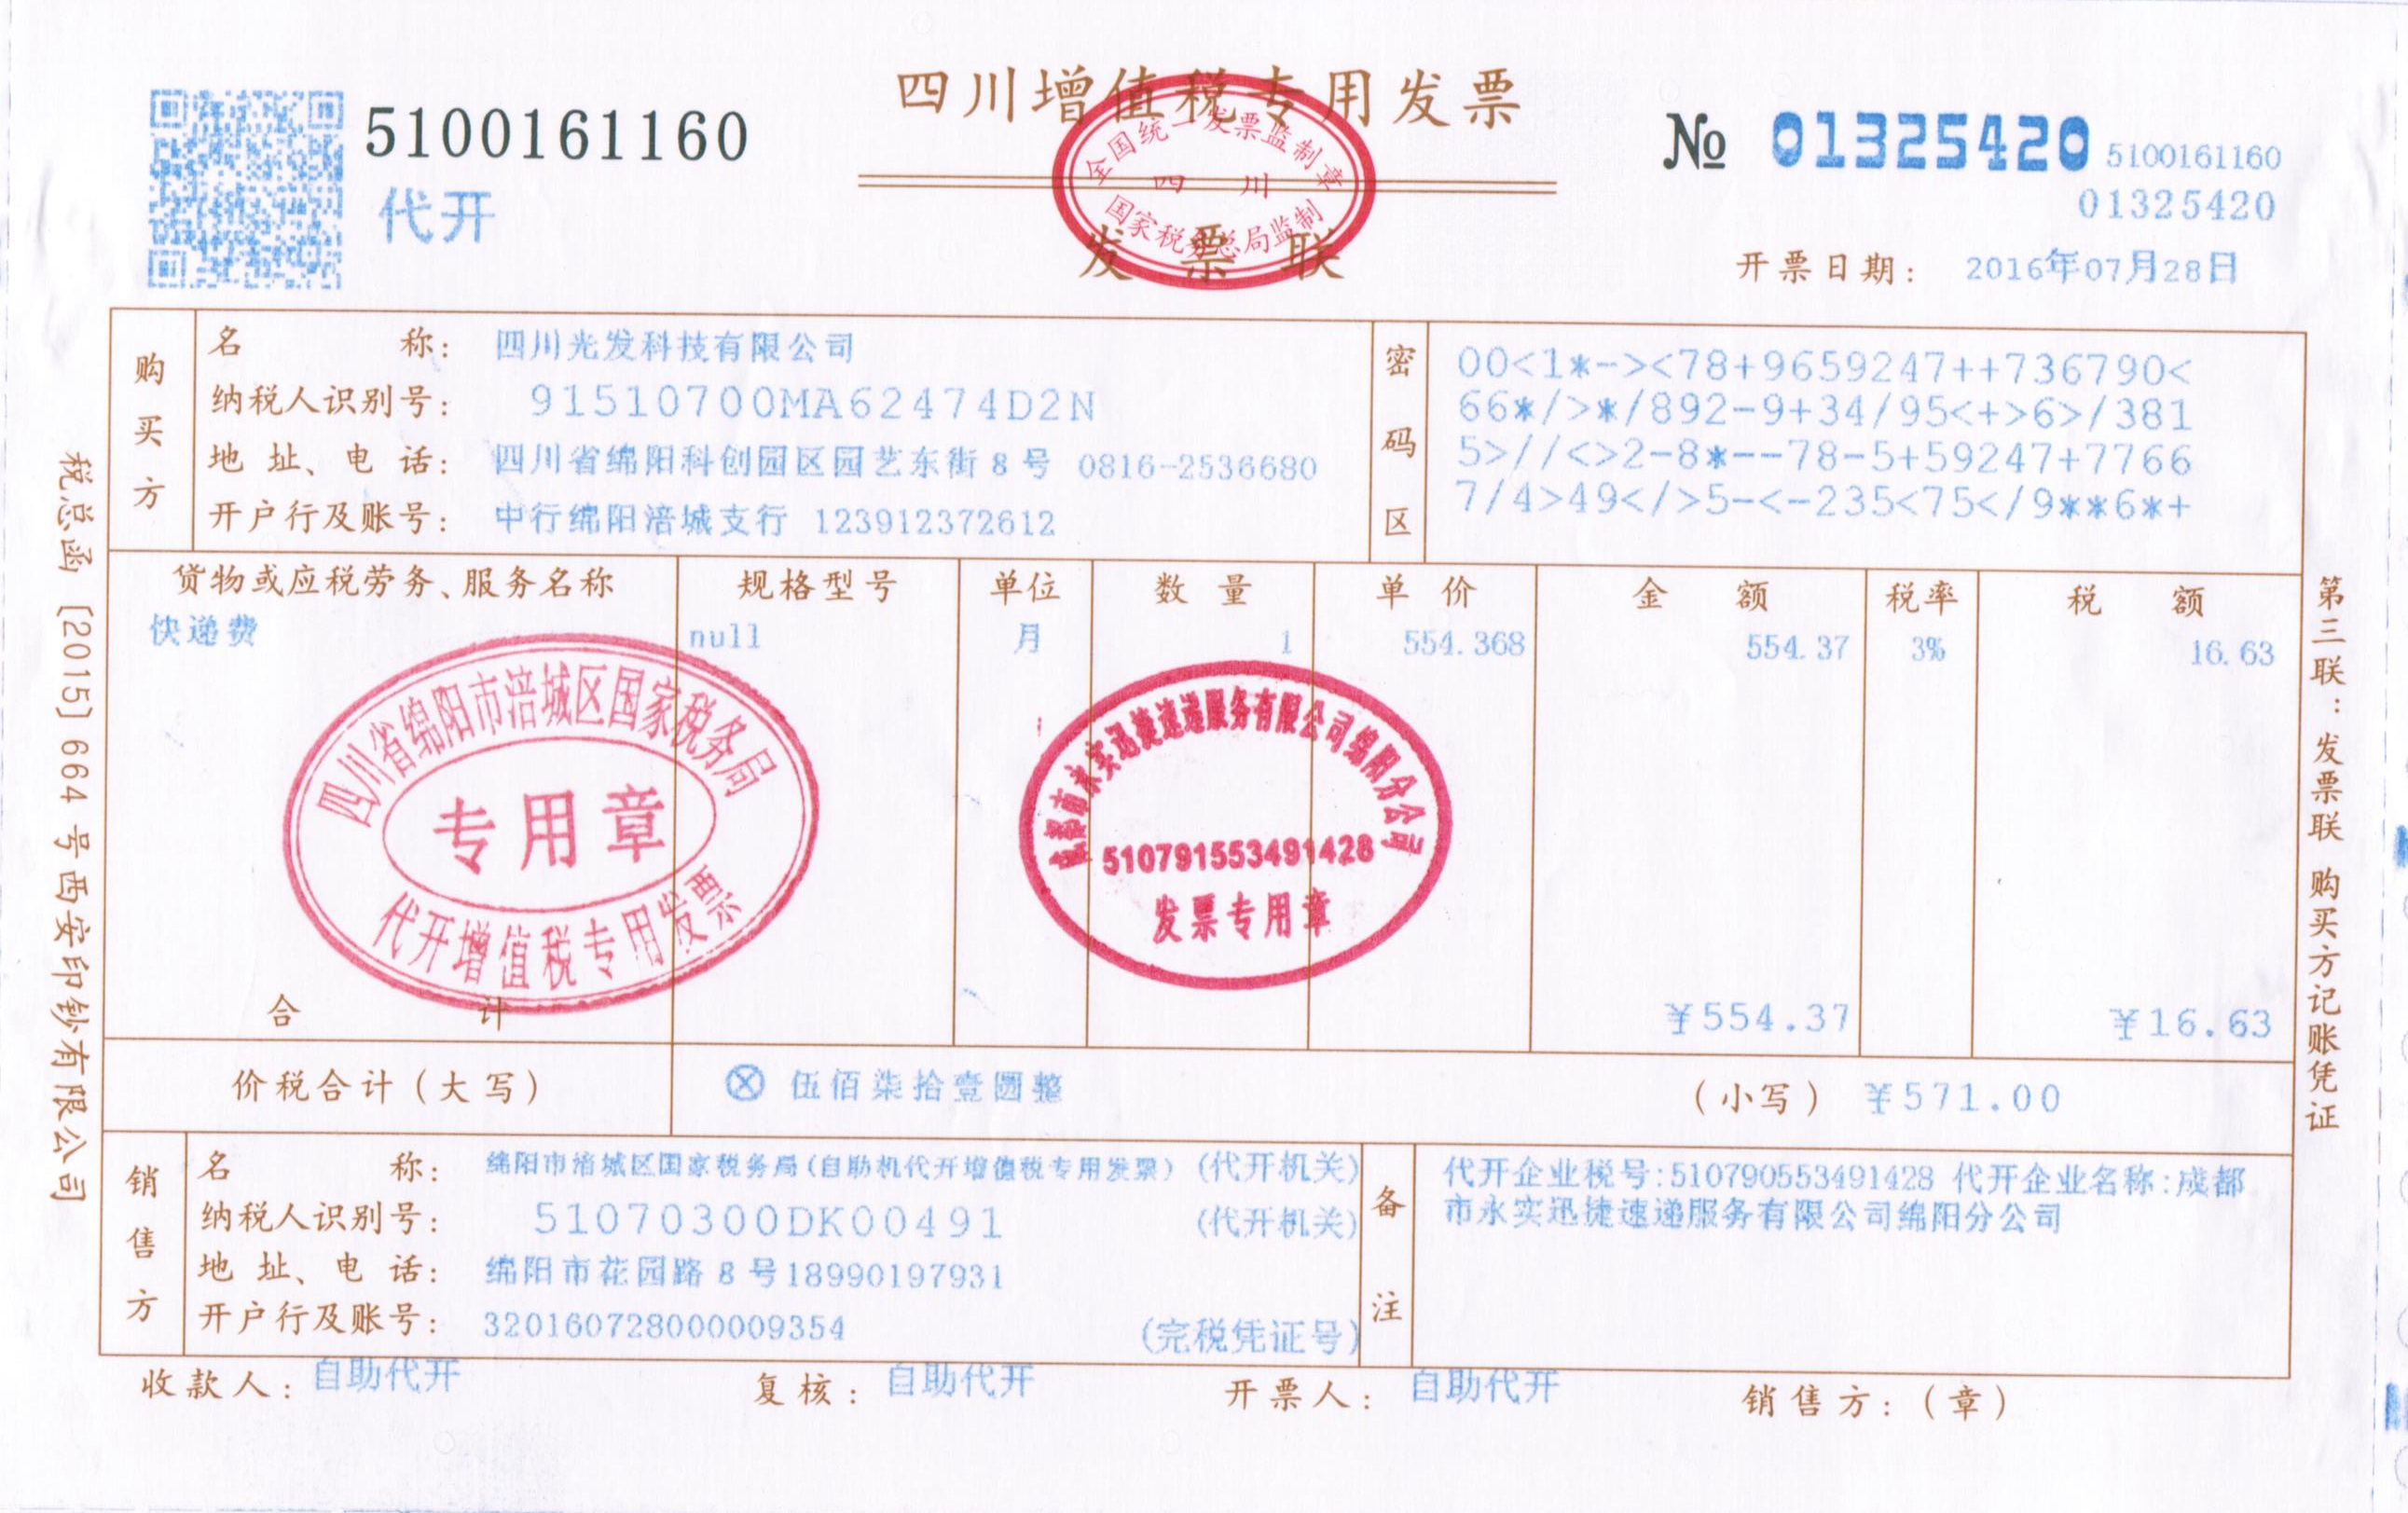 四川增值税专用发票
发票联
全国统一发票监制章
四川
国家税务总局监制
5100161160
代开
№ 01325420
5100161160
01325420
开票日期: 2016年07月28日
购买方
名称: 四川光发科技有限公司
纳税人识别号: 91510700MA62474D2N
地址、电话: 四川省绵阳科创园区园艺东街8号 0816-2536680
开户行及账号: 中行绵阳涪城支行 123912372612
密码区
00<1*-><78+9659247++736790<
66*/>*/892-9+34/95<+>6>/381
5>//<>2-8*--78-5+59247+7766
7/4>49</>5-<-235<75</9**6*+
货物或应税劳务、服务名称 规格型号 单位 数量 单价 金额 税率 税额
快递费 null 月 1 554.368 554.37 3% 16.63
四川省绵阳市涪城区国家税务局
专用章
代开增值税专用发票
成都市永实迅捷速递服务有限公司绵阳分公司
510791553491428
发票专用章
合计 ¥554.37 ¥16.63
价税合计(大写) ⊗ 伍佰柒拾壹圆整 (小写) ¥571.00
销售方
名称: 绵阳市涪城区国家税务局(自助机代开增值税专用发票) (代开机关)
纳税人识别号: 51070300DK00491 (代开机关)
地址、电话: 绵阳市花园路8号18990197931
开户行及账号: 320160728000009354 (完税凭证号)
备注
代开企业税号:510790553491428 代开企业名称:成都
市永实迅捷速递服务有限公司绵阳分公司
收款人: 自助代开 复核: 自助代开 开票人: 自助代开 销售方:(章)
税总函[2015]664号西安印钞有限公司
第三联:发票联 购买方记账凭证